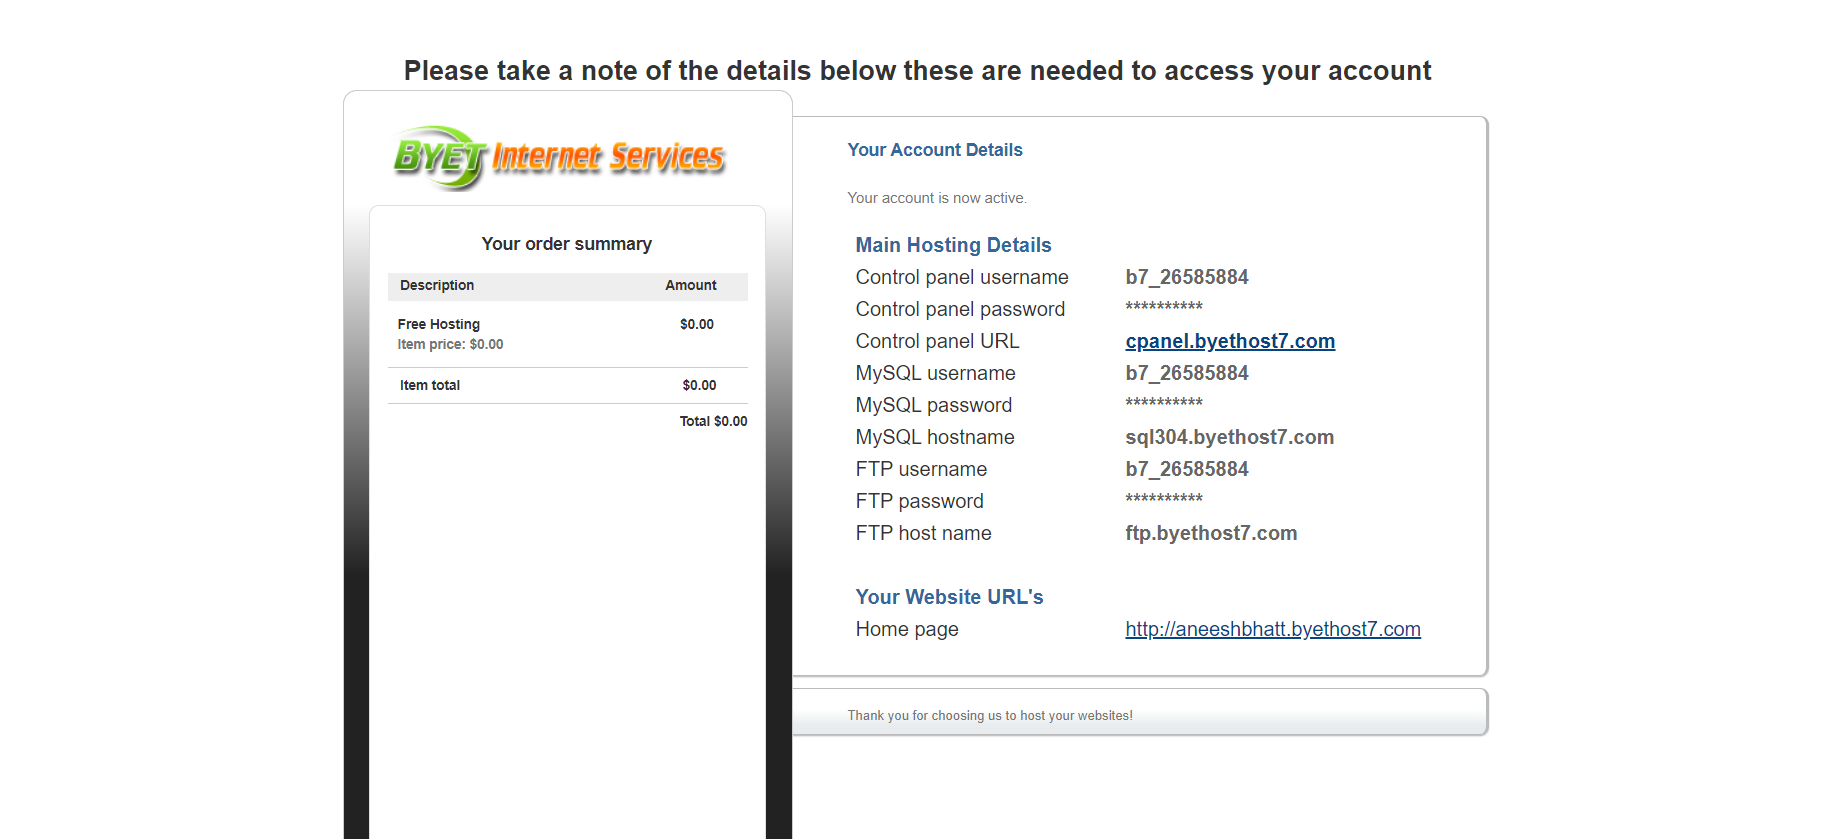 Please take a note of the details below these are needed to access your account
BYET Internet Services
Your order summary
Description Amount
Free Hosting $0.00
Item price: $0.00
Item total $0.00
Total $0.00
Your Account Details
Your account is now active.
Main Hosting Details
Control panel username b7_26585884
Control panel password **********
Control panel URL cpanel.byethost7.com
MySQL username b7_26585884
MySQL password **********
MySQL hostname sql304.byethost7.com
FTP username b7_26585884
FTP password **********
FTP host name ftp.byethost7.com
Your Website URL's
Home page http://aneeshbhatt.byethost7.com
Thank you for choosing us to host your websites!